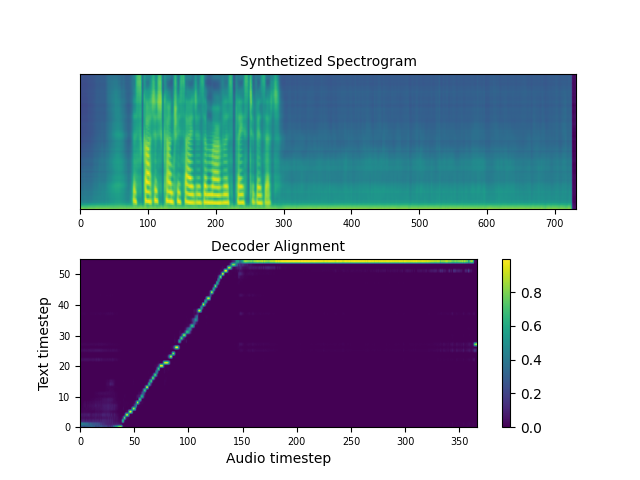 Synthetized Spectrogram
0 100 200 300 400 500 600 700
Decoder Alignment
Text timestep
50
40
30
20
10
0
0 50 100 150 200 250 300 350
Audio timestep
0.8
0.6
0.4
0.2
0.0